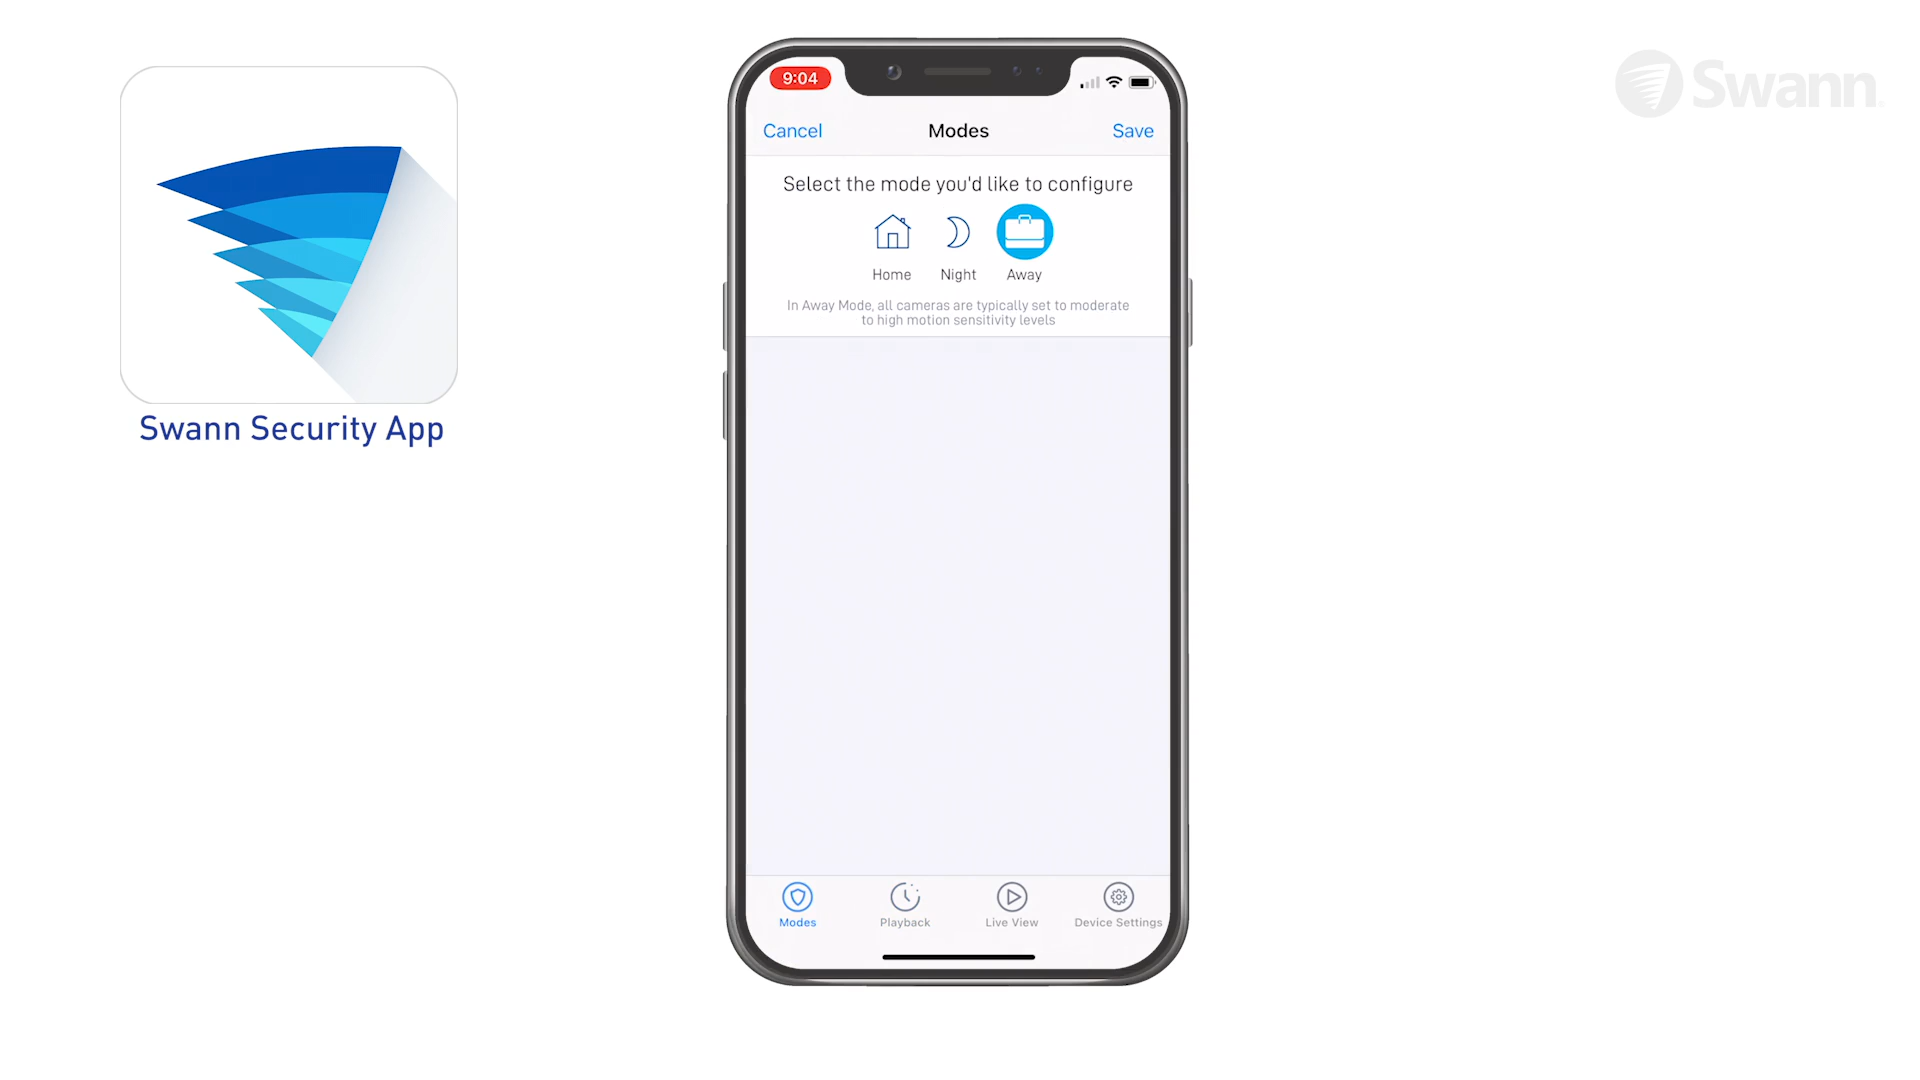 Swann
Swann Security App
9:04
Cancel
Modes
Save
Select the mode you'd like to configure
Home
Night
Away
In Away Mode, all cameras are typically set to moderate
to high motion sensitivity levels
Modes
Playback
Live View
Device Settings